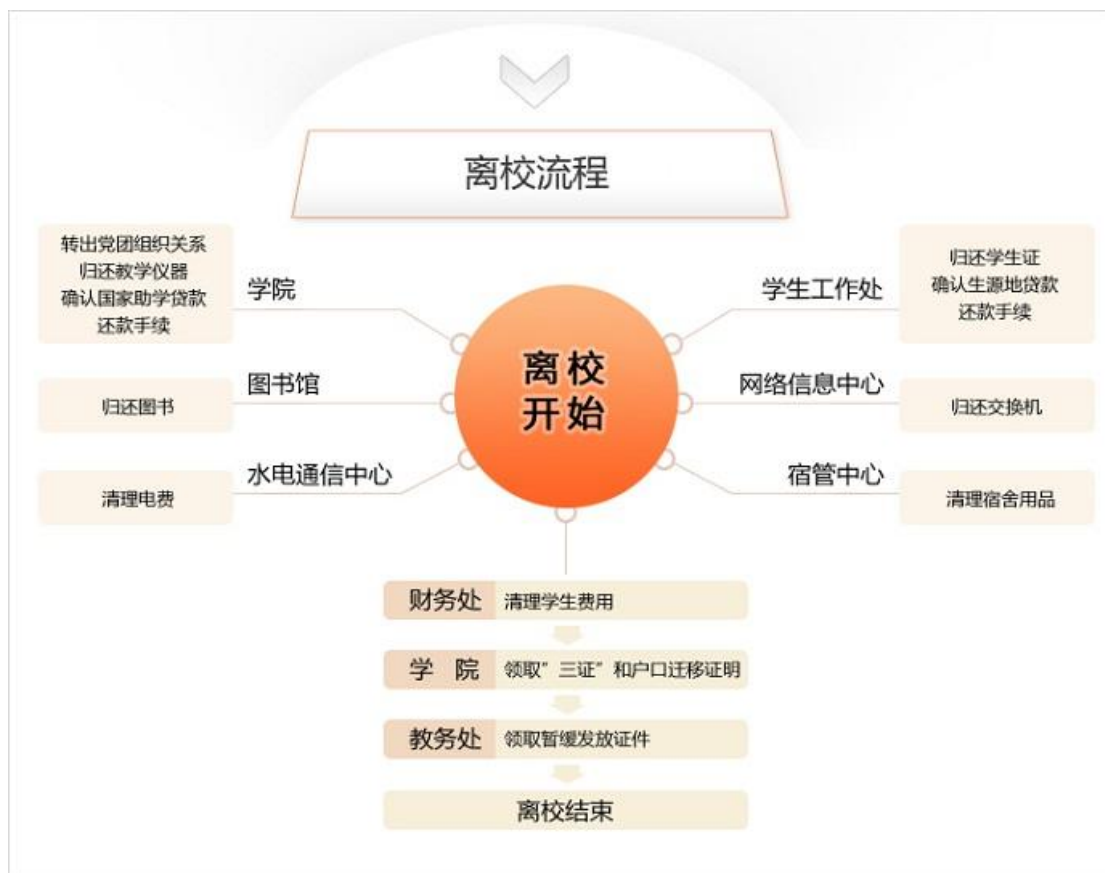 离校流程
转出党团组织关系
归还教学仪器
确认国家助学贷款
还款手续
学院
图书馆
归还图书
水电通信中心
清理电费
离校
开始
学生工作处
归还学生证
确认生源地贷款
还款手续
网络信息中心
归还交换机
宿管中心
清理宿舍用品
财务处 清理学生费用
学 院 领取”三证”和户口迁移证明
教务处 领取暂缓发放证件
离校结束